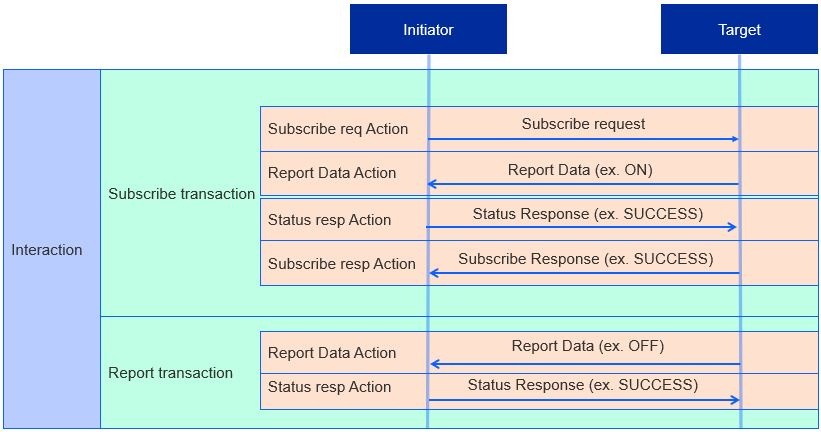 Initiator
Target
Subscribe req Action
Subscribe request
Report Data Action
Report Data (ex. ON)
Subscribe transaction
Status resp Action
Status Response (ex. SUCCESS)
Interaction
Subscribe resp Action
Subscribe Response (ex. SUCCESS)
Report Data Action
Report Data (ex. OFF)
Report transaction
Status resp Action
Status Response (ex. SUCCESS)